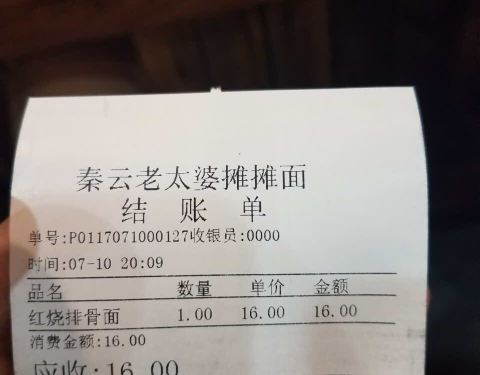 秦云老太婆摊摊面
结 账 单
单号:P0117071000127收银员:0000
时间:07-10 20:09
品名 数量 单价 金额
红烧排骨面 1.00 16.00 16.00
消费金额:16.00
应收:16.00